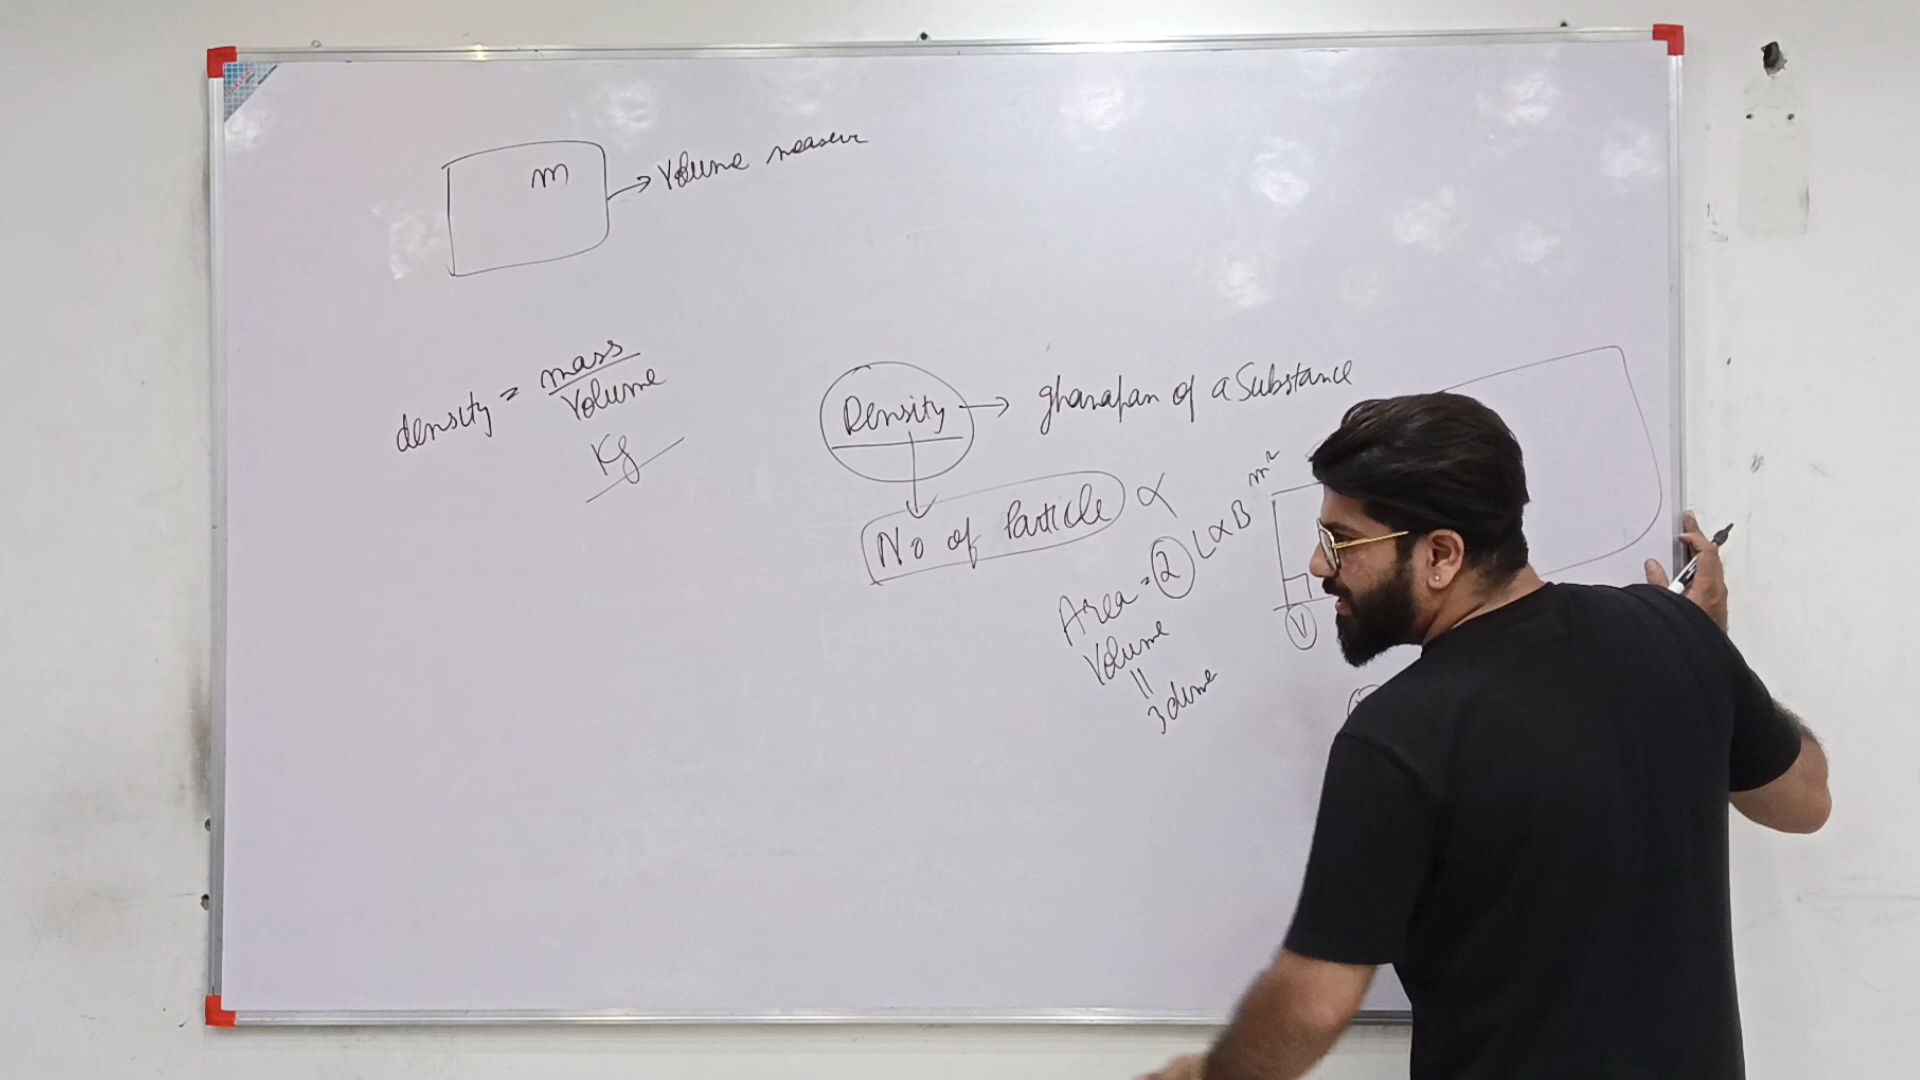 m → Volume measur
density = mass / Volume
Kg
Density → ghanapan of a Substance
No of Particle ∝
Area = 2 L × B m²
Volume
=
3 dime
V